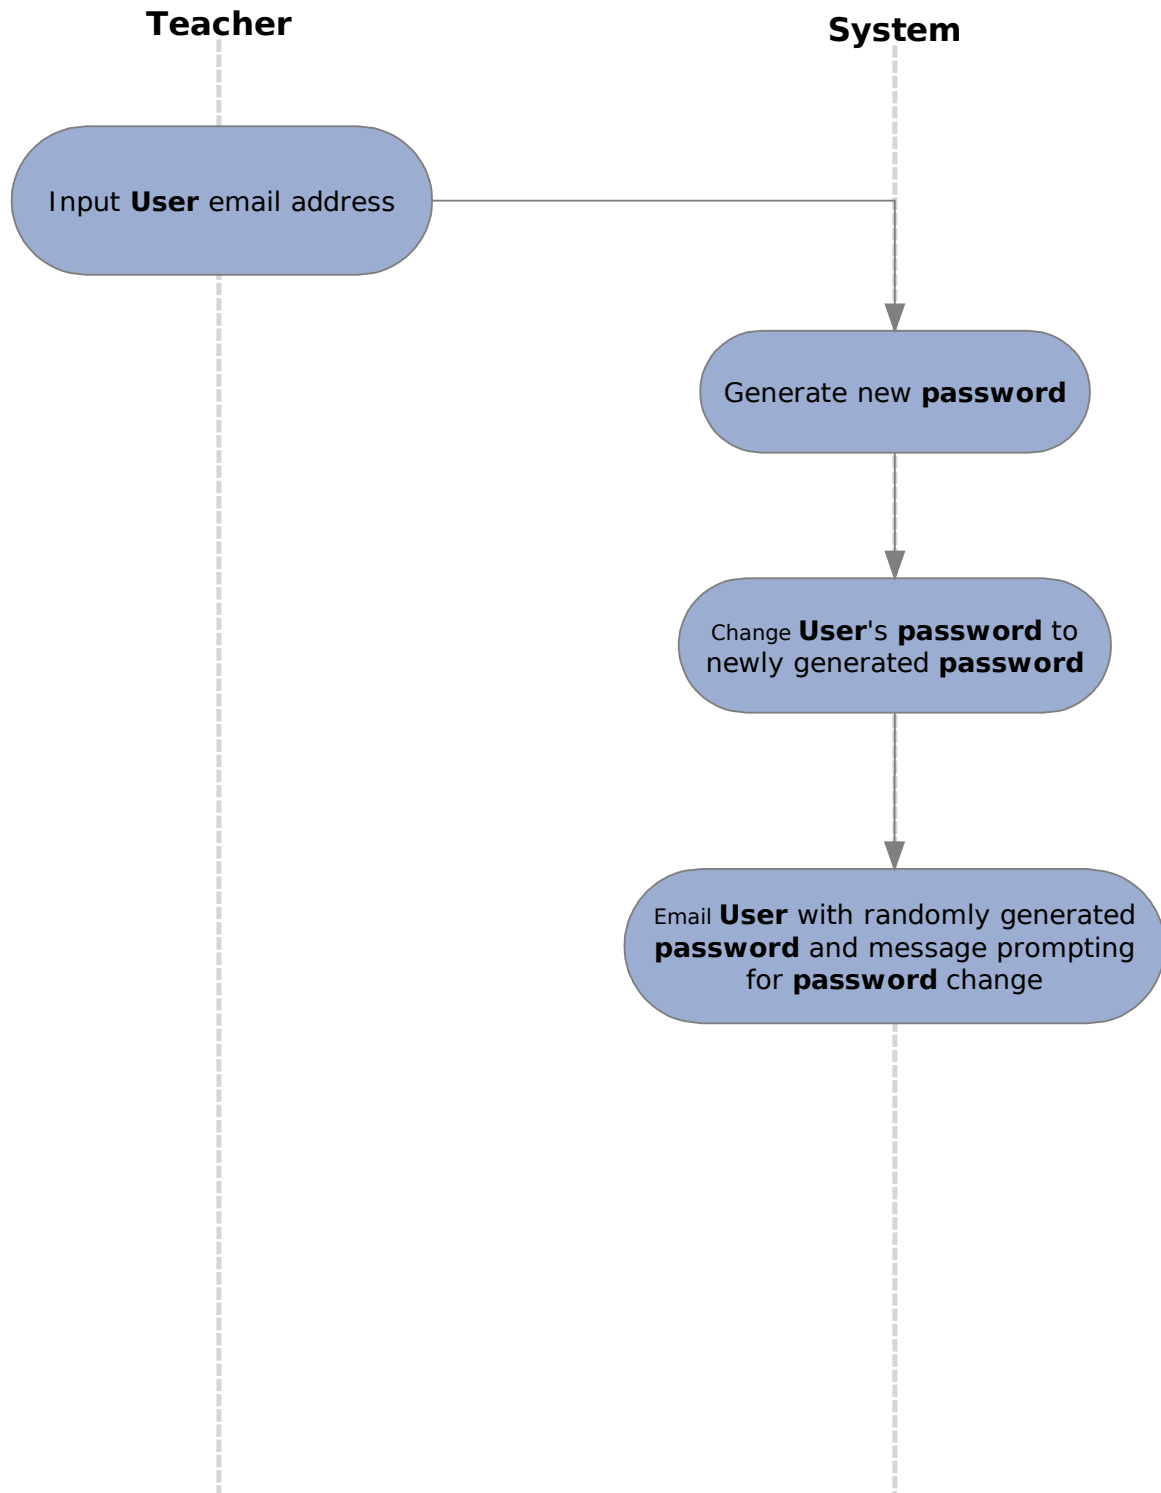 Teacher
System
Input User email address
Generate new password
Change User's password to
newly generated password
Email User with randomly generated
password and message prompting
for password change